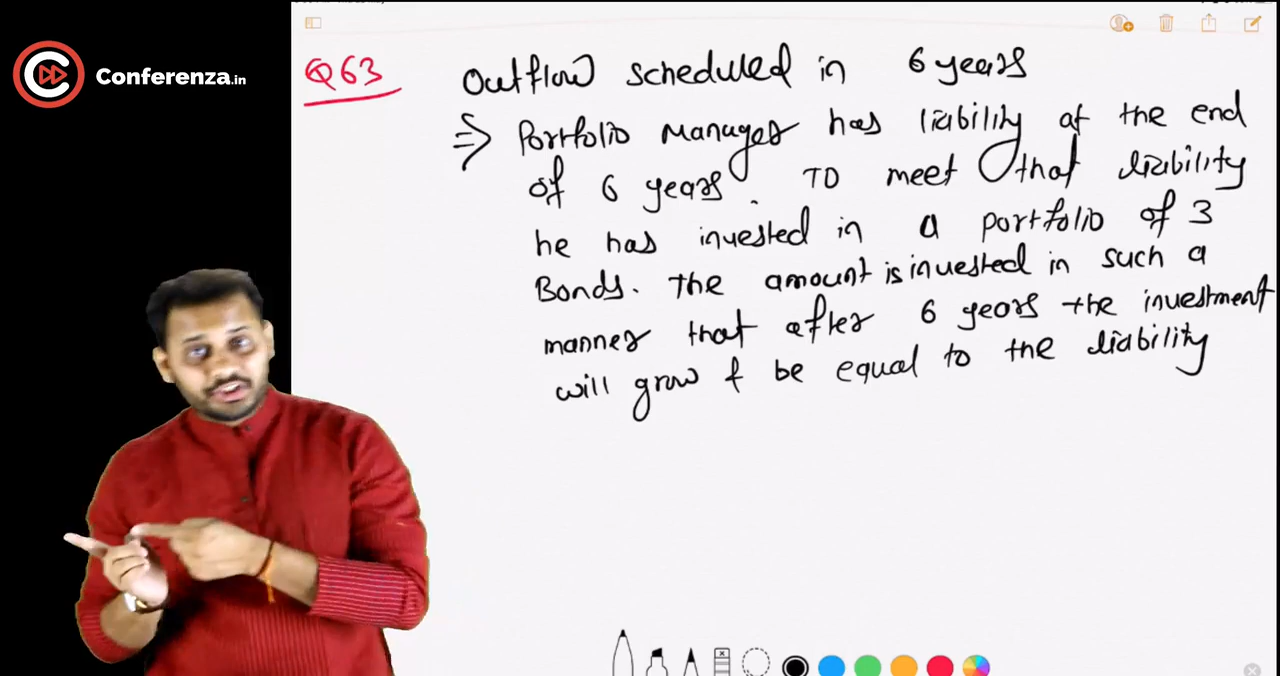 Conferenza.in
Q63
Outflow scheduled in 6 years
⇒ Portfolio Manager has liability at the end
of 6 years. To meet that liability
he has invested in a portfolio of 3
Bonds. The amount is invested in such a
manner that after 6 years the investment
will grow & be equal to the liability